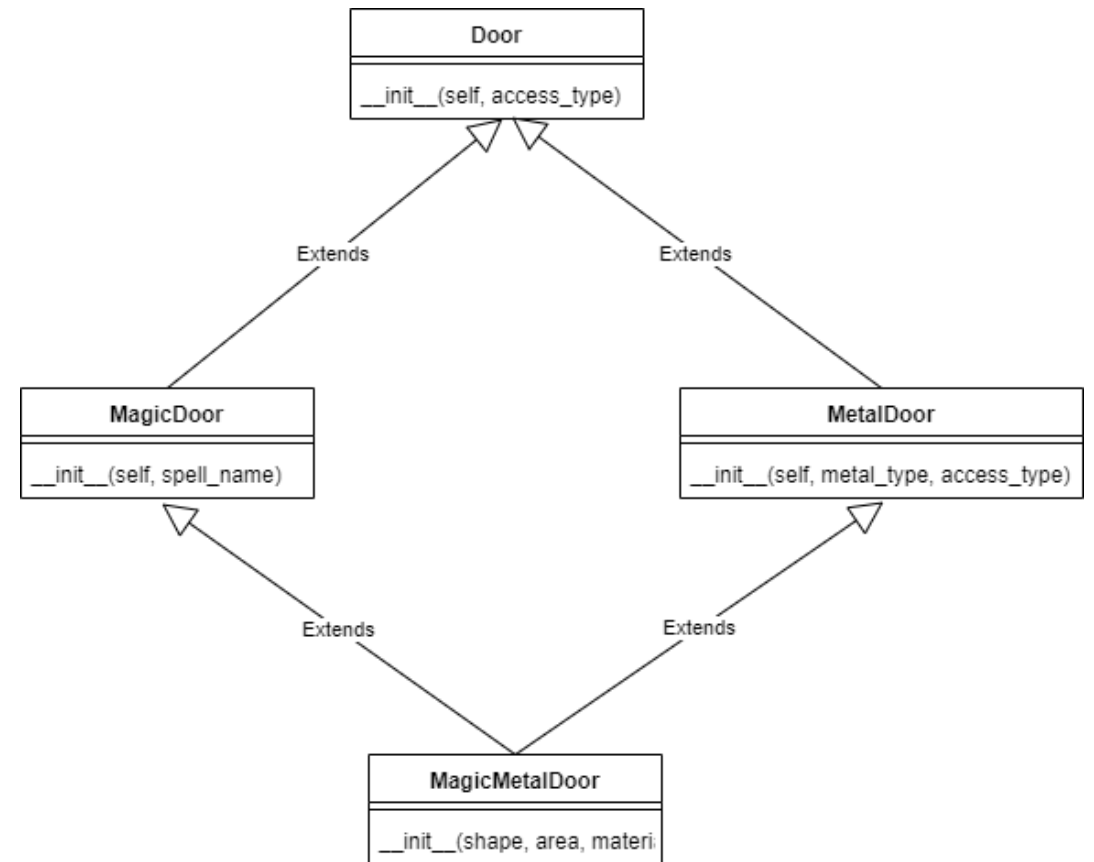 Door
__init__(self, access_type)
Extends
Extends
MagicDoor
__init__(self, spell_name)
MetalDoor
__init__(self, metal_type, access_type)
Extends
Extends
MagicMetalDoor
__init__(shape, area, materi